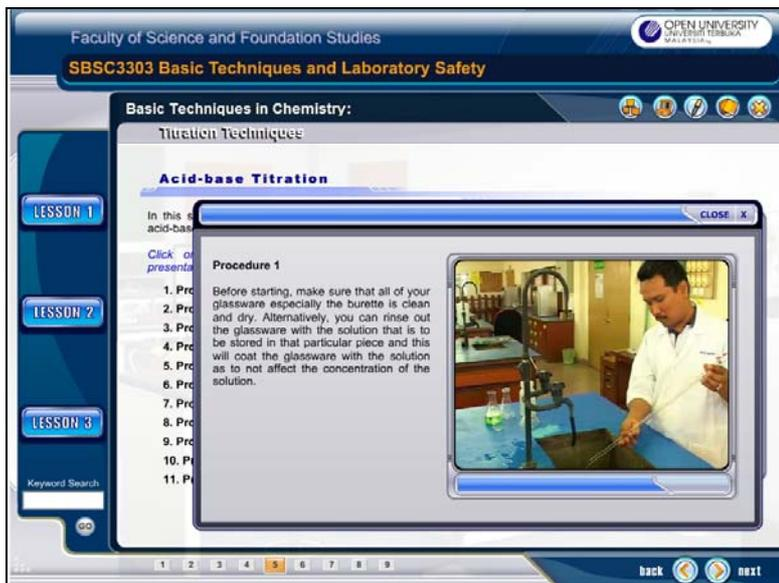 Faculty of Science and Foundation Studies
OPEN UNIVERSITY
UNIVERSITI TERBUKA
MALAYSIA
SBSC3303 Basic Techniques and Laboratory Safety
Basic Techniques in Chemistry:
Titration Techniques
Acid-base Titration
LESSON 1
LESSON 2
LESSON 3
Keyword Search
GO
In this s
acid-bas
Click on
presenta
1. Pro
2. Pro
3. Pro
4. Pro
5. Pro
6. Pro
7. Pro
8. Pro
9. Pro
10. Pr
11. Pr
CLOSE X
Procedure 1
Before starting, make sure that all of your
glassware especially the burette is clean
and dry. Alternatively, you can rinse out
the glassware with the solution that is to
be stored in that particular piece and this
will coat the glassware with the solution
as to not affect the concentration of the
solution.
1 2 3 4 5 6 7 8 9
back next